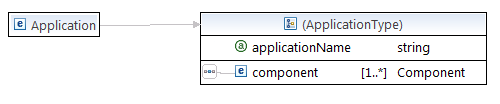 e Application
(ApplicationType)
a applicationName string
e component [1..*] Component